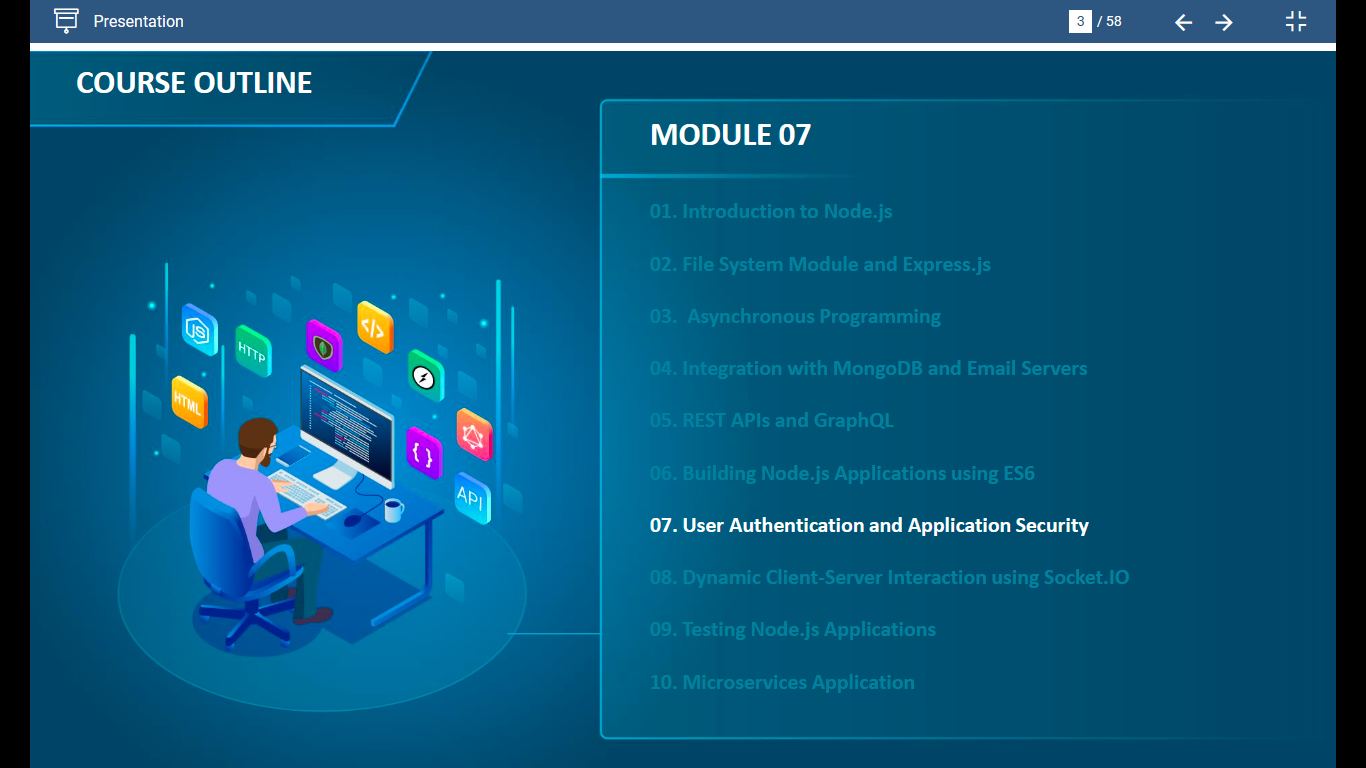 Presentation
3 / 58
COURSE OUTLINE
MODULE 07
01. Introduction to Node.js
02. File System Module and Express.js
03. Asynchronous Programming
04. Integration with MongoDB and Email Servers
05. REST APIs and GraphQL
06. Building Node.js Applications using ES6
07. User Authentication and Application Security
08. Dynamic Client-Server Interaction using Socket.IO
09. Testing Node.js Applications
10. Microservices Application
JS
HTTP
</>
HTML
{ }
API